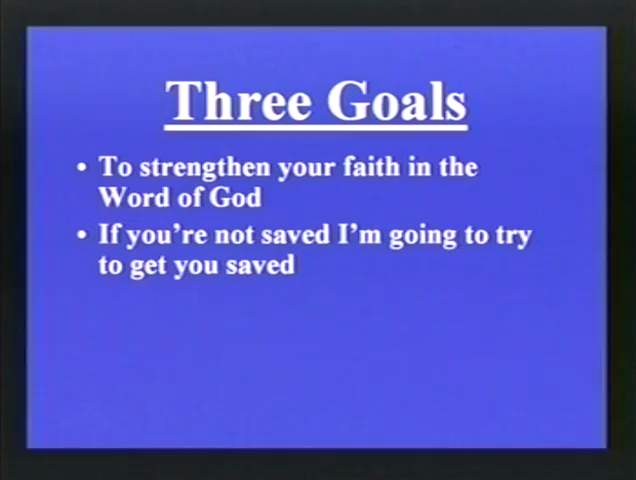 Three Goals
• To strengthen your faith in the
Word of God
• If you're not saved I'm going to try
to get you saved